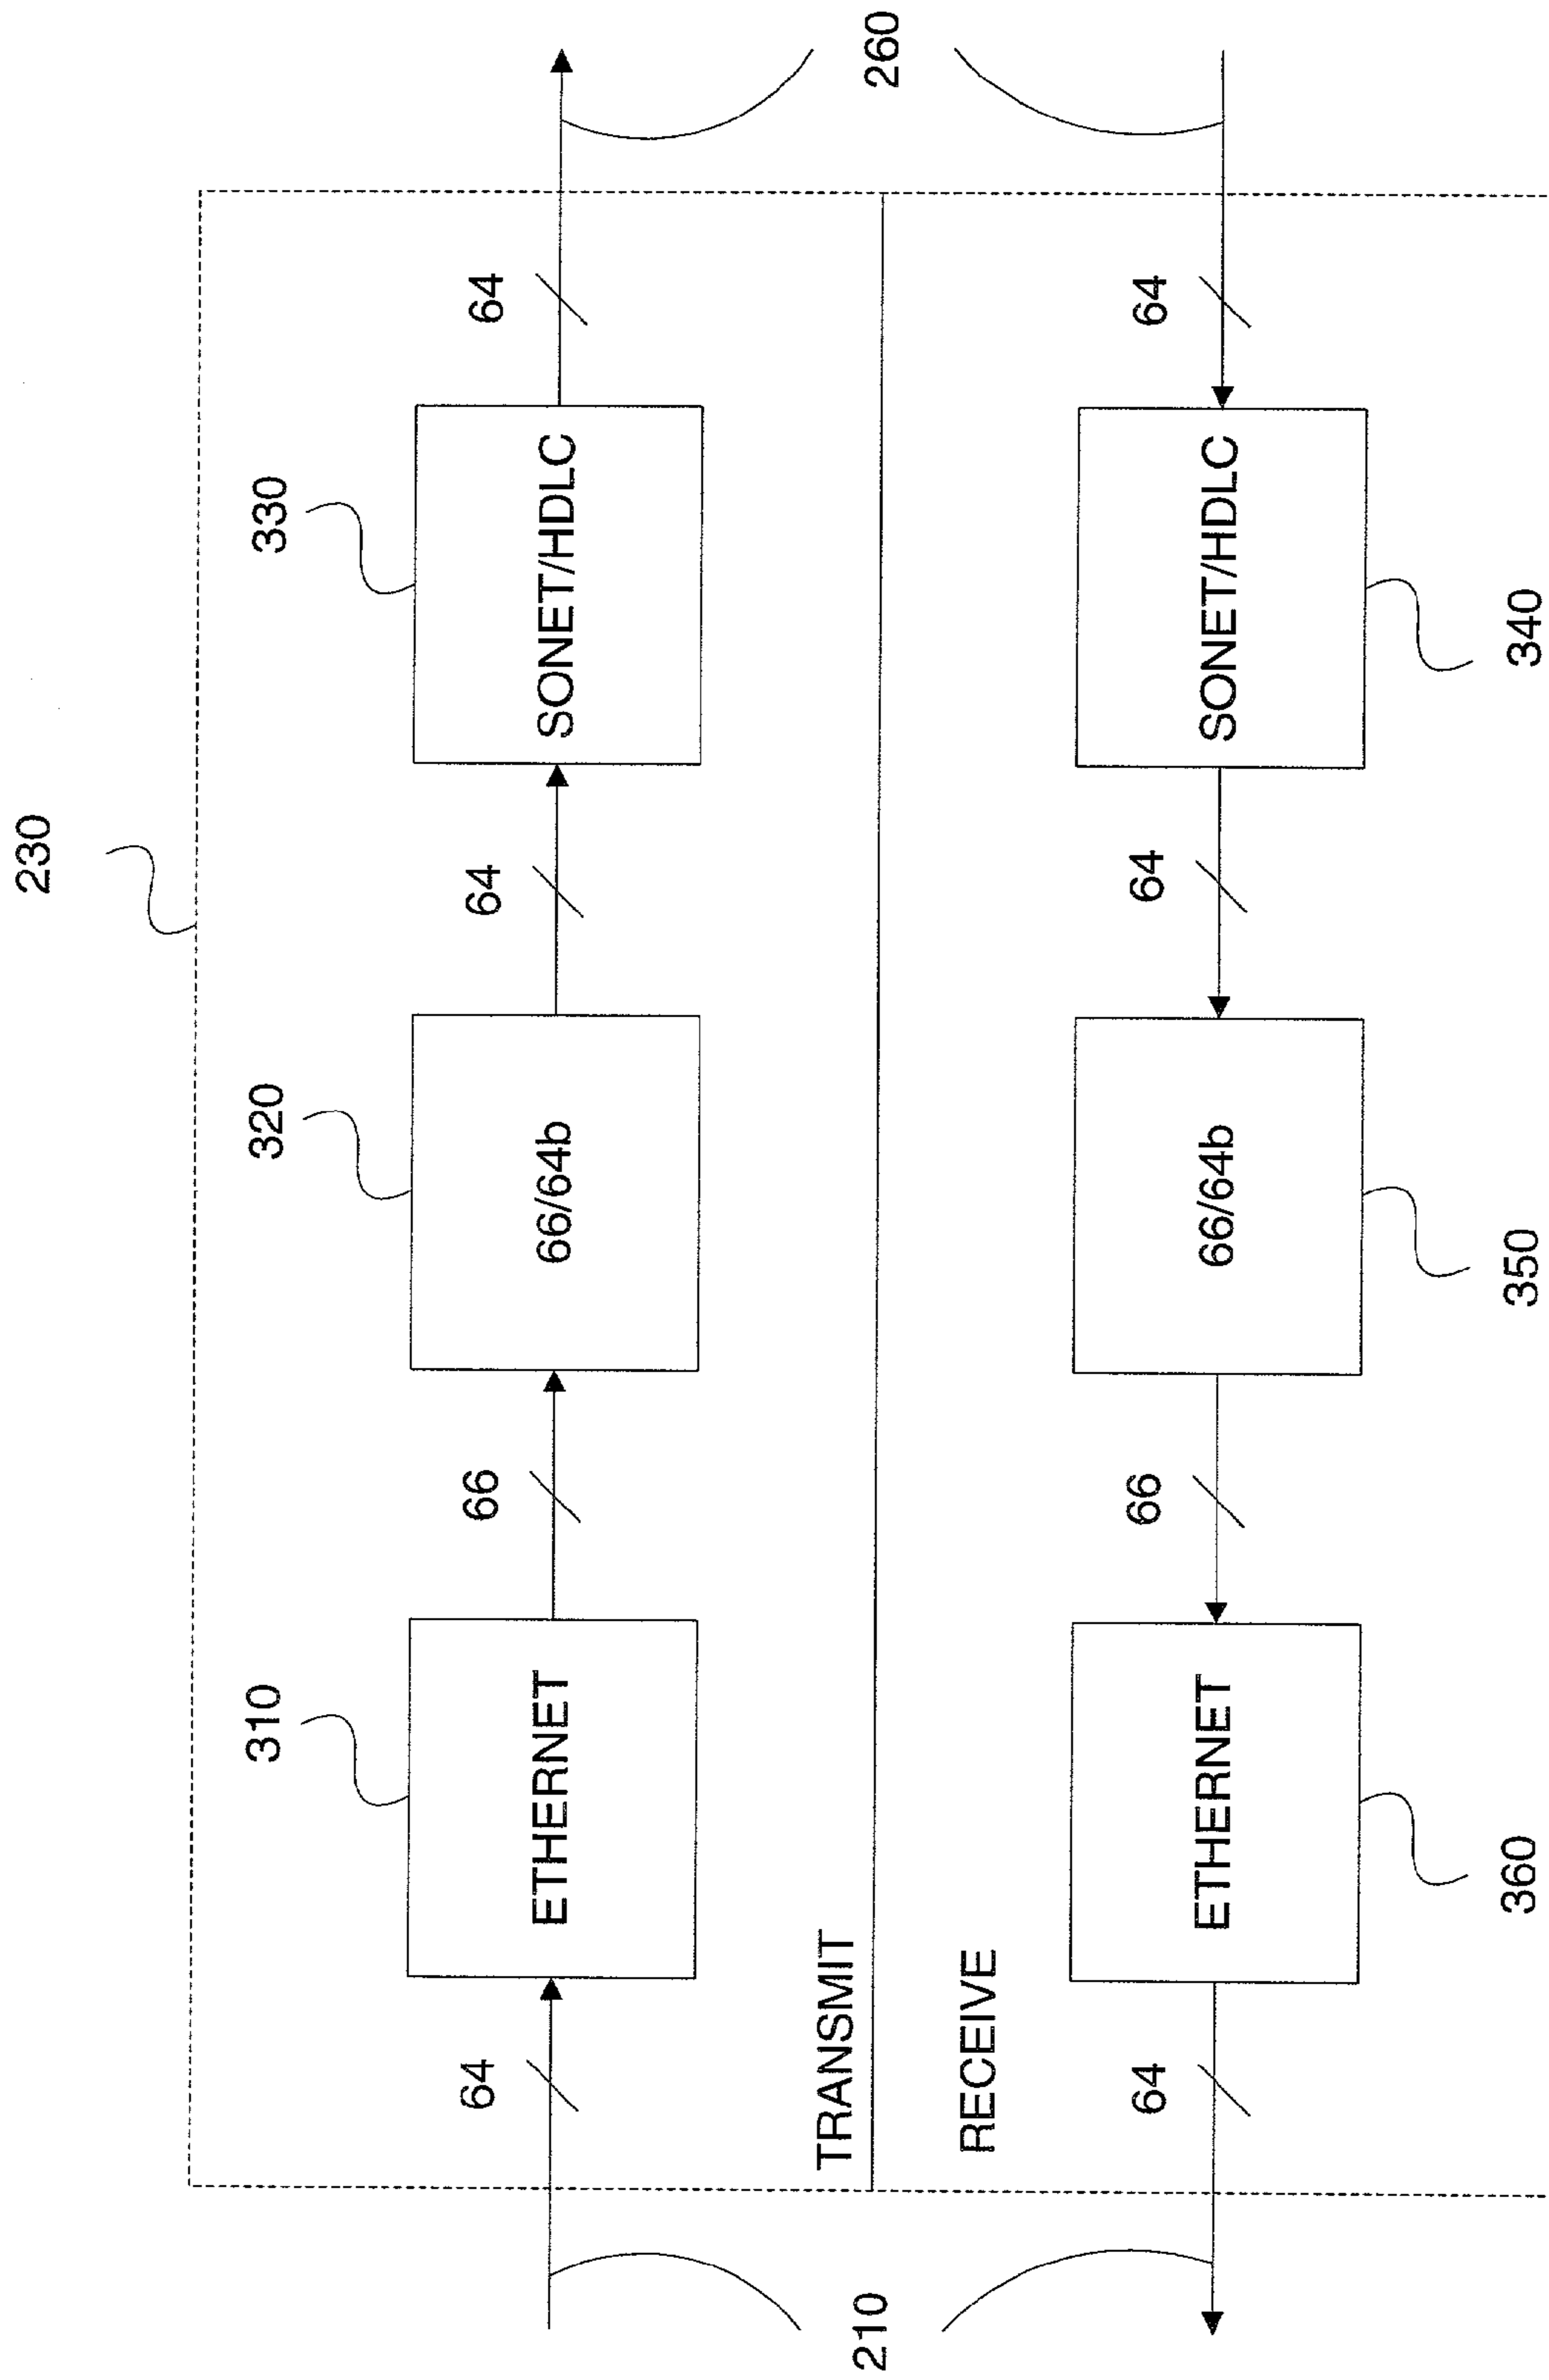 230
310
320
330
64
66
64
64
ETHERNET
66/64b
SONET/HDLC
TRANSMIT
210
260
RECEIVE
64
66
64
64
ETHERNET
66/64b
SONET/HDLC
360
350
340